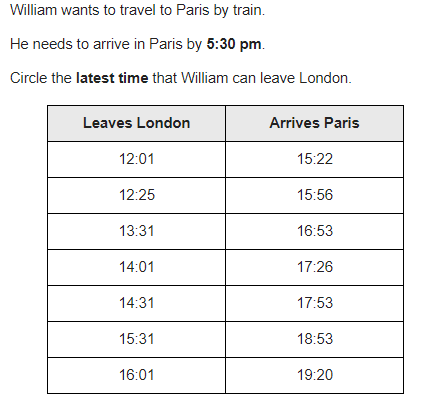 William wants to travel to Paris by train.
He needs to arrive in Paris by 5:30 pm.
Circle the latest time that William can leave London.
Leaves London Arrives Paris
12:01 15:22
12:25 15:56
13:31 16:53
14:01 17:26
14:31 17:53
15:31 18:53
16:01 19:20